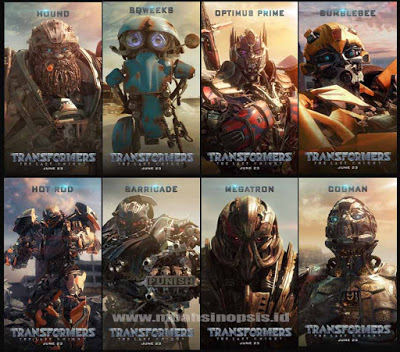 HOUND
SQWEEKS
OPTIMUS PRIME
BUMBLEBEE
TRANSFORMERS
THE LAST KNIGHT
JUNE 23
TRANSFORMERS
THE LAST KNIGHT
JUNE 23
TRANSFORMERS
THE LAST KNIGHT
JUNE 23
TRANSFORMERS
THE LAST KNIGHT
JUNE 23
HOT ROD
BARRICADE
MEGATRON
COGMAN
PUNISH
www.mbahsinopsis.id
TRANSFORMERS
THE LAST KNIGHT
JUNE 23
TRANSFORMERS
THE LAST KNIGHT
JUNE 23
TRANSFORMERS
THE LAST KNIGHT
JUNE 23
TRANSFORMERS
THE LAST KNIGHT
JUNE 23